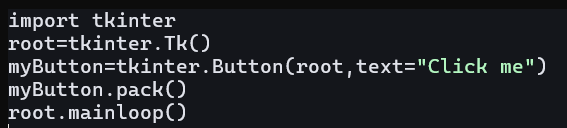 import tkinter
root=tkinter.Tk()
myButton=tkinter.Button(root,text="Click me")
myButton.pack()
root.mainloop()